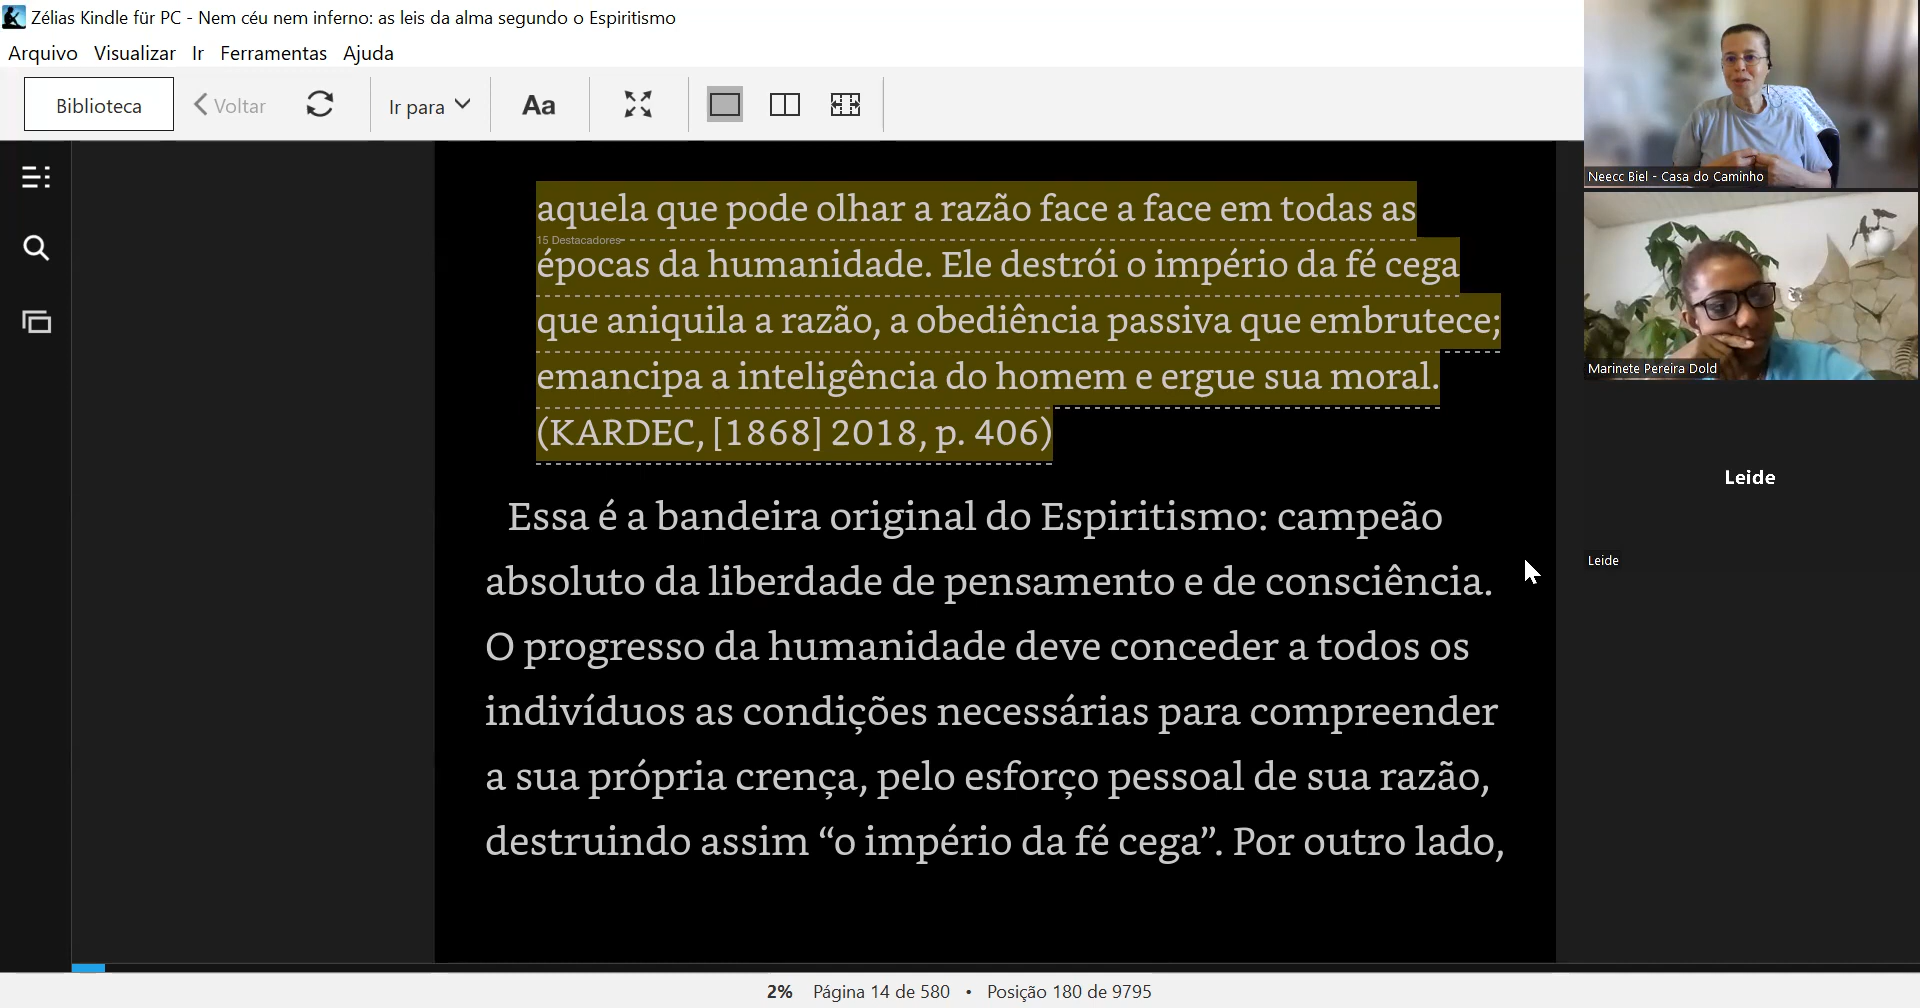 Zélias Kindle für PC - Nem céu nem inferno: as leis da alma segundo o Espiritismo
Arquivo Visualizar Ir Ferramentas Ajuda
Biblioteca Voltar Ir para Aa
aquela que pode olhar a razão face a face em todas as
15 Destacadores
épocas da humanidade. Ele destrói o império da fé cega
que aniquila a razão, a obediência passiva que embrutece;
emancipa a inteligência do homem e ergue sua moral.
(KARDEC, [1868] 2018, p. 406)
Essa é a bandeira original do Espiritismo: campeão
absoluto da liberdade de pensamento e de consciência.
O progresso da humanidade deve conceder a todos os
indivíduos as condições necessárias para compreender
a sua própria crença, pelo esforço pessoal de sua razão,
destruindo assim “o império da fé cega”. Por outro lado,
2% Página 14 de 580 • Posição 180 de 9795
Neecc Biel - Casa do Caminho
Marinete Pereira Dold
Leide
Leide